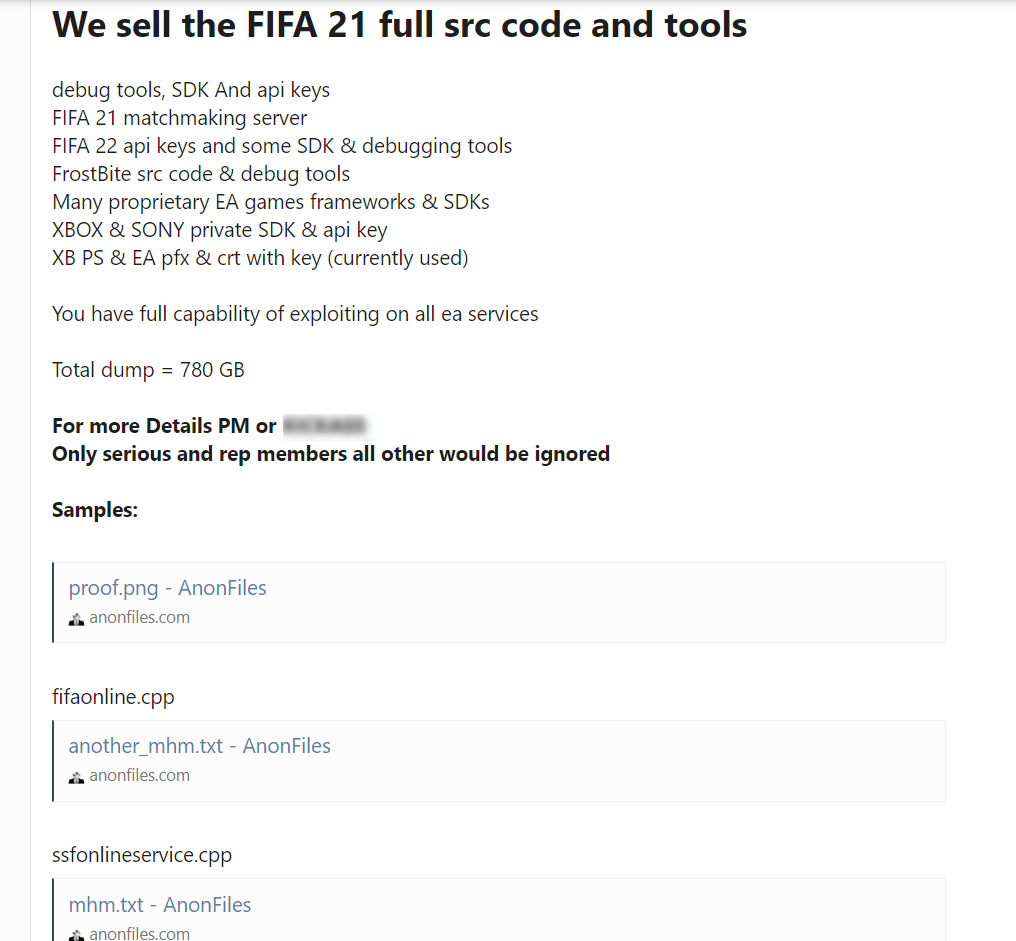 We sell the FIFA 21 full src code and tools
debug tools, SDK And api keys
FIFA 21 matchmaking server
FIFA 22 api keys and some SDK & debugging tools
FrostBite src code & debug tools
Many proprietary EA games frameworks & SDKs
XBOX & SONY private SDK & api key
XB PS & EA pfx & crt with key (currently used)
You have full capability of exploiting on all ea services
Total dump = 780 GB
For more Details PM or
Only serious and rep members all other would be ignored
Samples:
proof.png - AnonFiles
anonfiles.com
fifaonline.cpp
another_mhm.txt - AnonFiles
anonfiles.com
ssfonlineservice.cpp
mhm.txt - AnonFiles
anonfiles.com